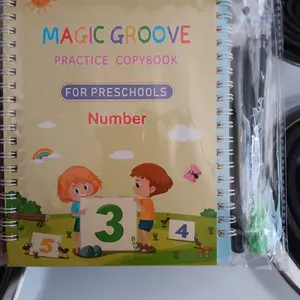 MAGIC GROOVE
PRACTICE COPYBOOK
FOR PRESCHOOLS
Number
3
4
5